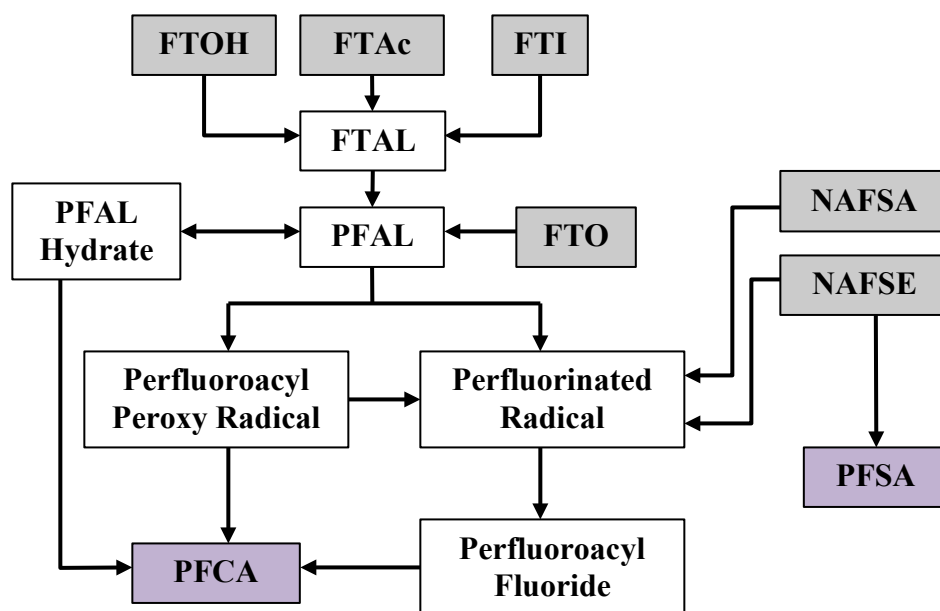 FTOH
FTAc
FTI
FTAL
PFAL
Hydrate
PFAL
FTO
NAFSA
NAFSE
Perfluoroacyl
Peroxy Radical
Perfluorinated
Radical
PFSA
PFCA
Perfluoroacyl
Fluoride